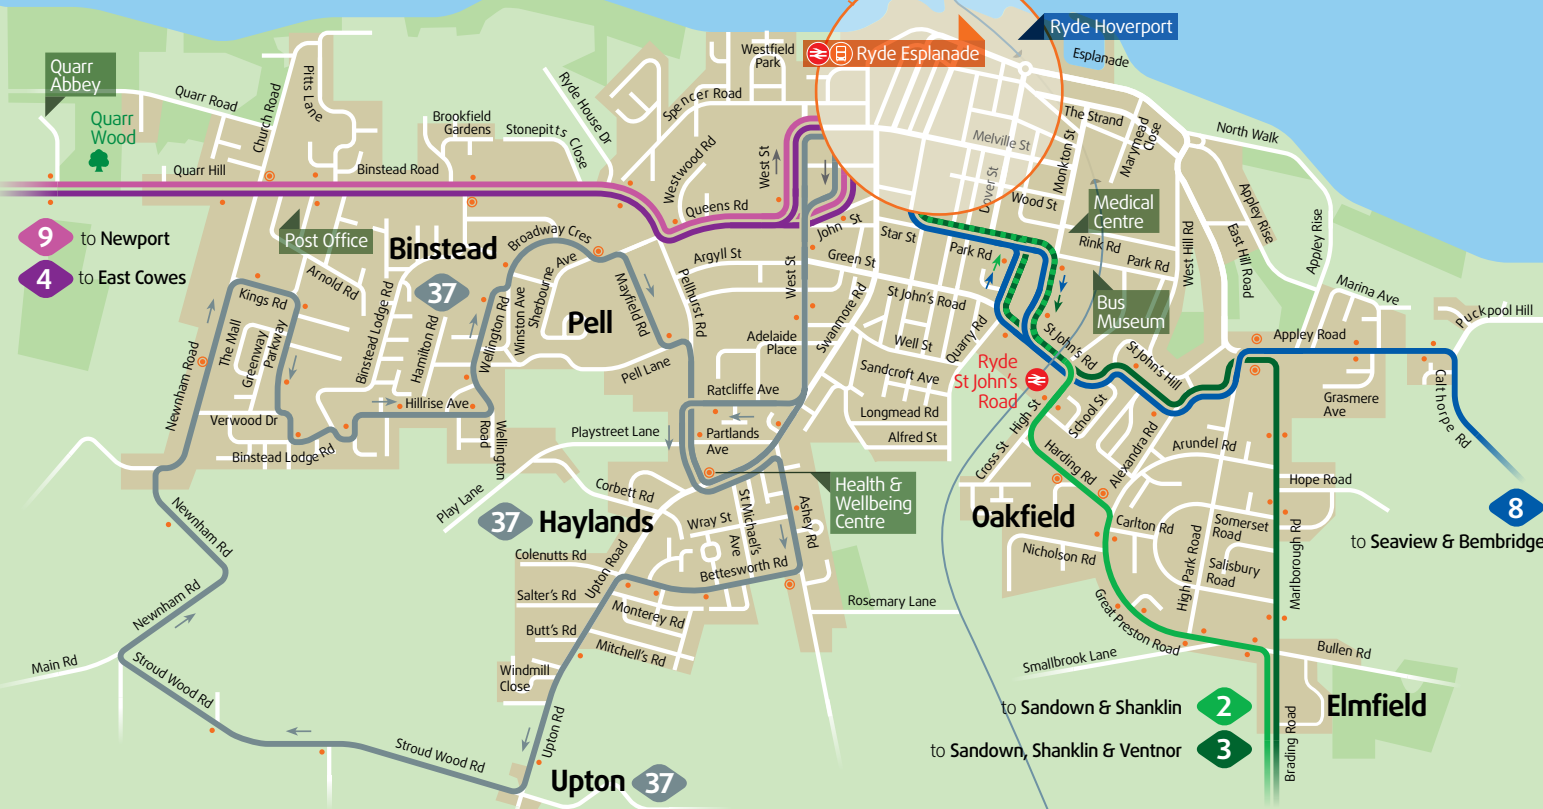 Quarr
Abbey
Quarr
Wood
Quarr Road
Church Road
Pitts Lane
Brookfield
Gardens
Stonepitts
Close
Ryde House Dr
Spencer Road
Westfield
Park
Ryde Esplanade
Ryde Hoverport
Esplanade
The Strand
Melville St
Monkton St
Marymead
Close
North Walk
Quarr Hill
Binstead Road
Westwood Rd
West St
Queens Rd
Dover St
Wood St
Medical
Centre
Appley Rise
Appley Rise
East Hill Road
West Hill Rd
9
to Newport
4
to East Cowes
Post Office
Binstead
37
Broadway Cres
John St
Star St
Park Rd
Rink Rd
Park Rd
Argyll St
Green St
West St
Arnold Rd
Kings Rd
The Mall
Greenway
Parkway
Newnham Road
Binstead Lodge Rd
Hamilton Rd
Wellington Rd
Winston Ave
Sherbourne Ave
Pell
Mayfield Rd
Pellhurst Rd
Pell Lane
Adelaide
Place
Swanmore Rd
St John's Road
Well St
Quarry Rd
Bus
Museum
St John's Rd
St John's Hill
Marina Ave
Puckpool Hill
Appley Road
Ryde
St John's
Road
Sandcroft Ave
Longmead Rd
Alfred St
Ratcliffe Ave
Partlands
Ave
Verwood Dr
Hillrise Ave
Binstead Lodge Rd
Wellington
Road
Playstreet Lane
Play Lane
Health &
Wellbeing
Centre
Cross St
High St
School St
Harding Rd
Alexandra Rd
Arundel Rd
Grasmere
Ave
Calthorpe Rd
Hope Road
8
to Seaview & Bembridge
Corbett Rd
37
Haylands
Wray St
St Michael's
Ave
Ashey Rd
Colenutts Rd
Upton Road
Bettesworth Rd
Salter's Rd
Monterey Rd
Butt's Rd
Mitchell's Rd
Windmill
Close
Rosemary Lane
Oakfield
Nicholson Rd
Carlton Rd
Somerset
Road
Salisbury
Road
High Park Road
Marlborough Rd
Great Preston Road
Smallbrook Lane
Bullen Rd
Newnham Rd
Newnham Rd
Main Rd
Stroud Wood Rd
Stroud Wood Rd
Upton Rd
Upton
37
to Sandown & Shanklin
2
to Sandown, Shanklin & Ventnor
3
Brading Road
Elmfield